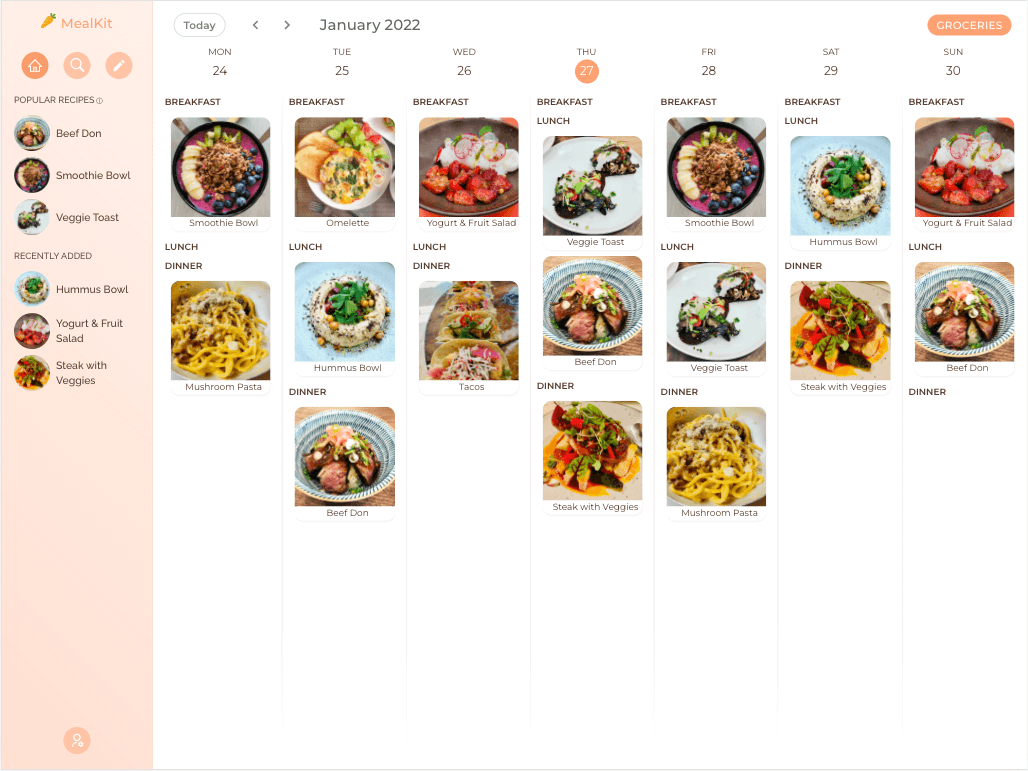 MealKit
POPULAR RECIPES
Beef Don
Smoothie Bowl
Veggie Toast
RECENTLY ADDED
Hummus Bowl
Yogurt & Fruit
Salad
Steak with
Veggies
Today
January 2022
GROCERIES
MON
24
TUE
25
WED
26
THU
27
FRI
28
SAT
29
SUN
30
BREAKFAST
Smoothie Bowl
LUNCH
DINNER
Mushroom Pasta
BREAKFAST
Omelette
LUNCH
Hummus Bowl
DINNER
Beef Don
BREAKFAST
Yogurt & Fruit Salad
LUNCH
DINNER
Tacos
BREAKFAST
LUNCH
Veggie Toast
Beef Don
DINNER
Steak with Veggies
BREAKFAST
Smoothie Bowl
LUNCH
Veggie Toast
DINNER
Mushroom Pasta
BREAKFAST
LUNCH
Hummus Bowl
DINNER
Steak with Veggies
BREAKFAST
Yogurt & Fruit Salad
LUNCH
Beef Don
DINNER